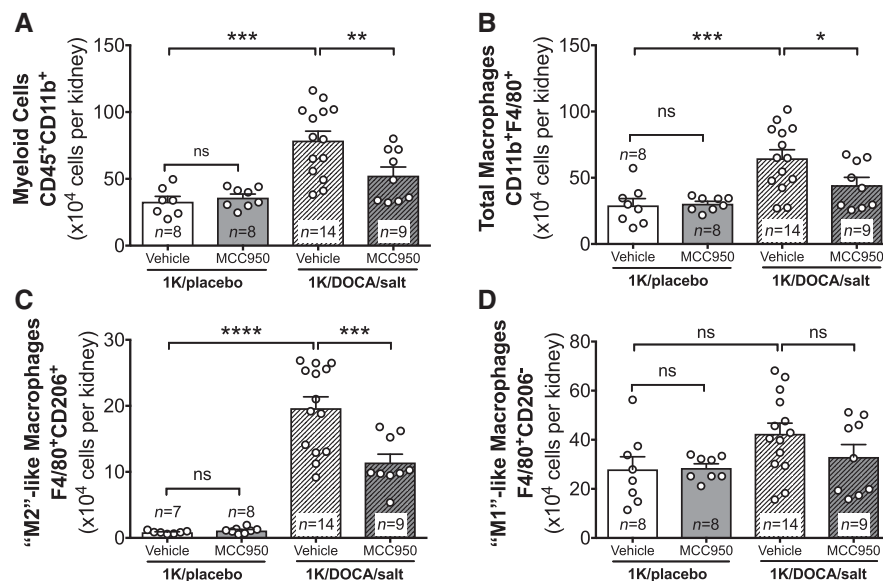 A
Myeloid Cells
CD45⁺CD11b⁺
(x10⁴ cells per kidney)
150
100
50
0
***
**
ns
n=8
n=8
n=14
n=9
Vehicle
MCC950
Vehicle
MCC950
1K/placebo
1K/DOCA/salt
B
Total Macrophages
CD11b⁺F4/80⁺
(x10⁴ cells per kidney)
150
100
50
0
***
*
ns
n=8
n=8
n=14
n=9
Vehicle
MCC950
Vehicle
MCC950
1K/placebo
1K/DOCA/salt
C
“M2”-like Macrophages
F4/80⁺CD206⁺
(x10⁴ cells per kidney)
30
20
10
0
****
***
ns
n=7
n=8
n=14
n=9
Vehicle
MCC950
Vehicle
MCC950
1K/placebo
1K/DOCA/salt
D
“M1”-like Macrophages
F4/80⁺CD206⁻
(x10⁴ cells per kidney)
80
60
40
20
0
ns
ns
ns
n=8
n=8
n=14
n=9
Vehicle
MCC950
Vehicle
MCC950
1K/placebo
1K/DOCA/salt